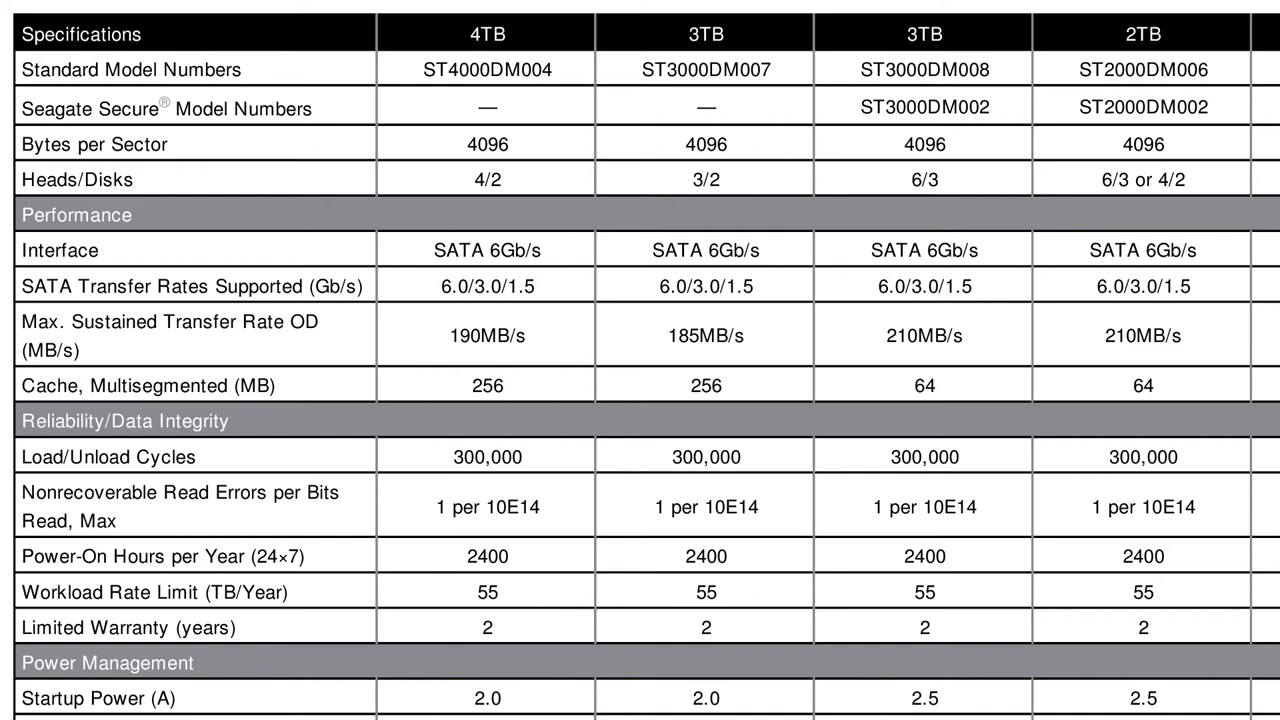 Specifications 4TB 3TB 3TB 2TB
Standard Model Numbers ST4000DM004 ST3000DM007 ST3000DM008 ST2000DM006
Seagate Secure® Model Numbers — — ST3000DM002 ST2000DM002
Bytes per Sector 4096 4096 4096 4096
Heads/Disks 4/2 3/2 6/3 6/3 or 4/2
Performance
Interface SATA 6Gb/s SATA 6Gb/s SATA 6Gb/s SATA 6Gb/s
SATA Transfer Rates Supported (Gb/s) 6.0/3.0/1.5 6.0/3.0/1.5 6.0/3.0/1.5 6.0/3.0/1.5
Max. Sustained Transfer Rate OD
(MB/s) 190MB/s 185MB/s 210MB/s 210MB/s
Cache, Multisegmented (MB) 256 256 64 64
Reliability/Data Integrity
Load/Unload Cycles 300,000 300,000 300,000 300,000
Nonrecoverable Read Errors per Bits
Read, Max 1 per 10E14 1 per 10E14 1 per 10E14 1 per 10E14
Power-On Hours per Year (24×7) 2400 2400 2400 2400
Workload Rate Limit (TB/Year) 55 55 55 55
Limited Warranty (years) 2 2 2 2
Power Management
Startup Power (A) 2.0 2.0 2.5 2.5